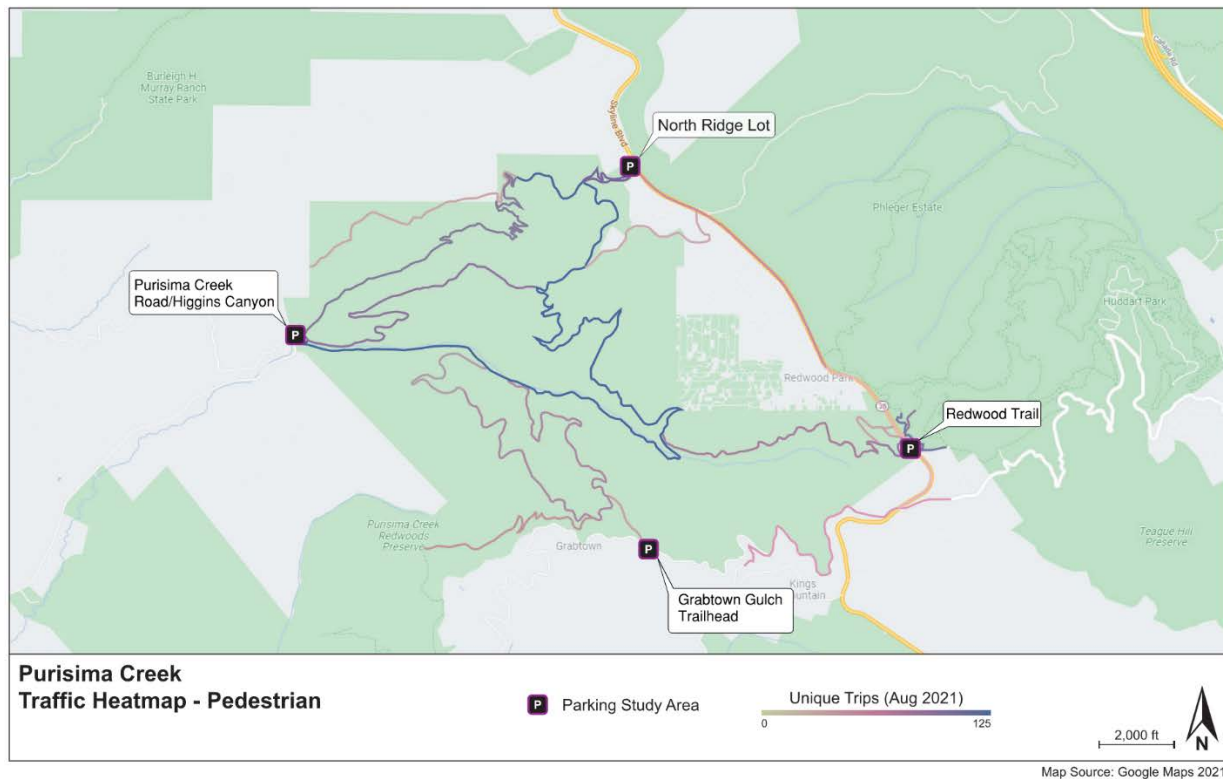 Burleigh H
Murray Ranch
State Park
Skyline Blvd
Cañada Rd
North Ridge Lot
Phleger Estate
Purisima Creek
Road/Higgins Canyon
Huddart Park
Redwood Park
35
Redwood Trail
Purisima Creek
Redwoods
Preserve
Grabtown
Grabtown Gulch
Trailhead
Kings
Mountain
Teague Hill
Preserve
P
P
P
P
Purisima Creek
Traffic Heatmap - Pedestrian
P
Parking Study Area
Unique Trips (Aug 2021)
0
125
2,000 ft
N
Map Source: Google Maps 2021